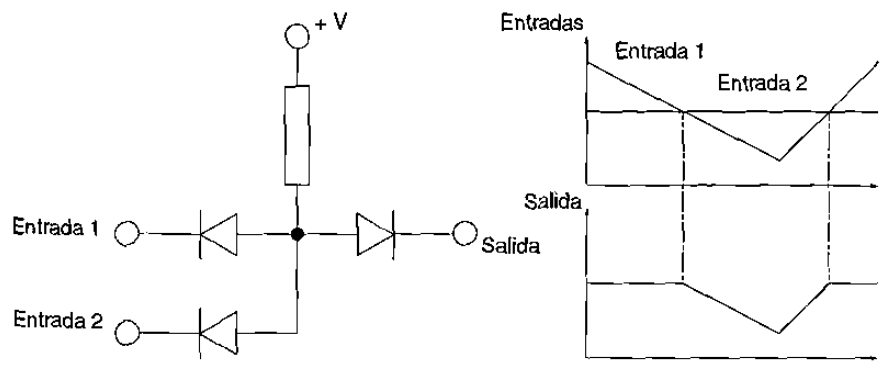 + V
Entrada 1
Entrada 2
Salida
Entradas
Entrada 1
Entrada 2
Salida